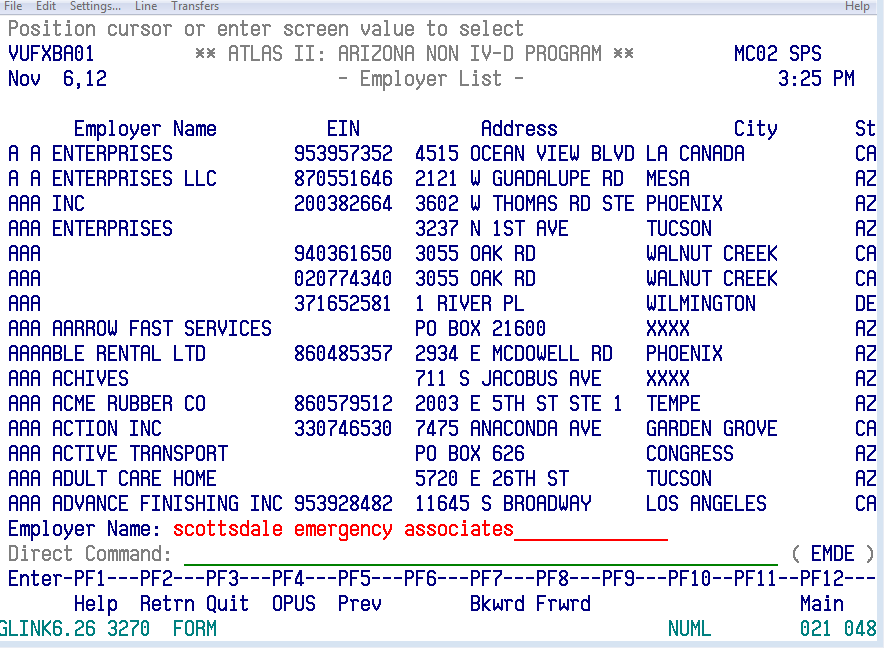 File Edit Settings... Line Transfers Help
Position cursor or enter screen value to select
VUFXBA01 ** ATLAS II: ARIZONA NON IV-D PROGRAM ** MC02 SPS
Nov 6,12 - Employer List - 3:25 PM
Employer Name EIN Address City St
A A ENTERPRISES 953957352 4515 OCEAN VIEW BLVD LA CANADA CA
A A ENTERPRISES LLC 870551646 2121 W GUADALUPE RD MESA AZ
AAA INC 200382664 3602 W THOMAS RD STE PHOENIX AZ
AAA ENTERPRISES 3237 N 1ST AVE TUCSON AZ
AAA 940361650 3055 OAK RD WALNUT CREEK CA
AAA 020774340 3055 OAK RD WALNUT CREEK CA
AAA 371652581 1 RIVER PL WILMINGTON DE
AAA AARROW FAST SERVICES PO BOX 21600 XXXX AZ
AAAABLE RENTAL LTD 860485357 2934 E MCDOWELL RD PHOENIX AZ
AAA ACHIVES 711 S JACOBUS AVE XXXX AZ
AAA ACME RUBBER CO 860579512 2003 E 5TH ST STE 1 TEMPE AZ
AAA ACTION INC 330746530 7475 ANACONDA AVE GARDEN GROVE CA
AAA ACTIVE TRANSPORT PO BOX 626 CONGRESS AZ
AAA ADULT CARE HOME 5720 E 26TH ST TUCSON AZ
AAA ADVANCE FINISHING INC 953928482 11645 S BROADWAY LOS ANGELES CA
Employer Name: scottsdale emergency associates______________
Direct Command: ______________________________________________________ ( EMDE )
Enter-PF1---PF2---PF3---PF4---PF5---PF6---PF7---PF8---PF9---PF10--PF11--PF12---
Help Retrn Quit OPUS Prev Bkwrd Frwrd Main
GLINK6.26 3270 FORM NUML 021 048